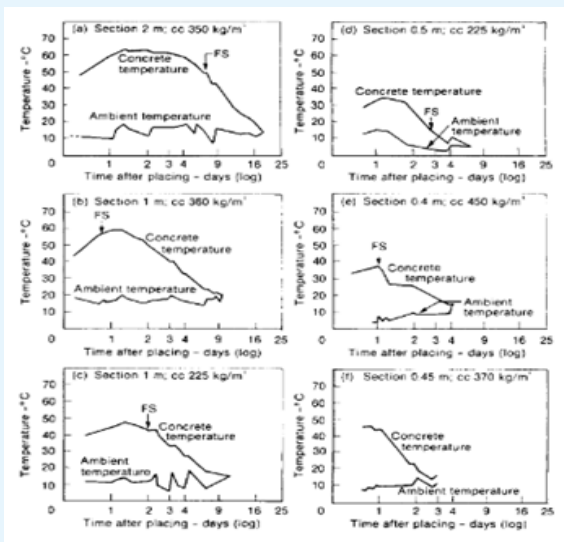 (a) Section 2 m; cc 350 kg/m³
Temperature -°C
70
60
50
40
30
20
10
0
Concrete
temperature
FS
Ambient temperature
1 2 3 4 9 16 25
Time after placing - days (log)
(b) Section 1 m; cc 360 kg/m³
Temperature -°C
70
60
50
40
30
20
10
0
FS
Concrete
temperature
Ambient temperature
1 2 3 4 9 16 25
Time after placing - days (log)
(c) Section 1 m; cc 225 kg/m³
Temperature -°C
70
60
50
40
30
20
10
0
FS
Concrete
temperature
Ambient
temperature
1 2 3 4 9 16 25
Time after placing - days (log)
(d) Section 0.5 m; cc 225 kg/m³
Temperature -°C
70
60
50
40
30
20
10
0
Concrete temperature
FS
Ambient
temperature
1 2 3 4 9 16 25
Time after placing - days (log)
(e) Section 0.4 m; cc 450 kg/m³
Temperature -°C
70
60
50
40
30
20
10
0
FS
Concrete
temperature
Ambient
temperature
1 2 3 4 9 16 25
Time after placing - days (log)
(f) Section 0.45 m; cc 370 kg/m³
Temperature -°C
70
60
50
40
30
20
10
0
Concrete
temperature
Ambient temperature
1 2 3 4 9 16 25
Time after placing - days (log)